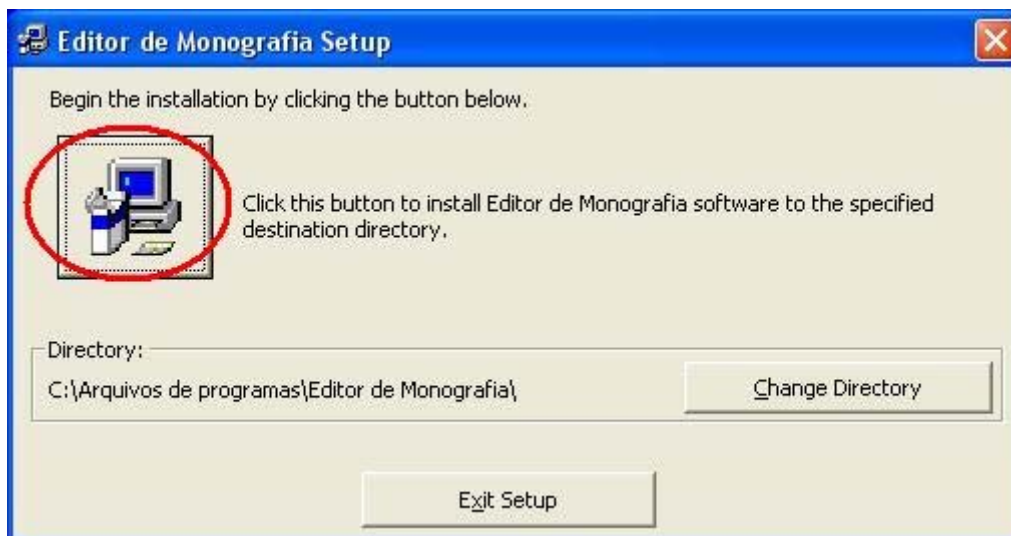 Editor de Monografia Setup
Begin the installation by clicking the button below.
Click this button to install Editor de Monografia software to the specified
destination directory.
Directory:
C:\Arquivos de programas\Editor de Monografia\
Change Directory
Exit Setup